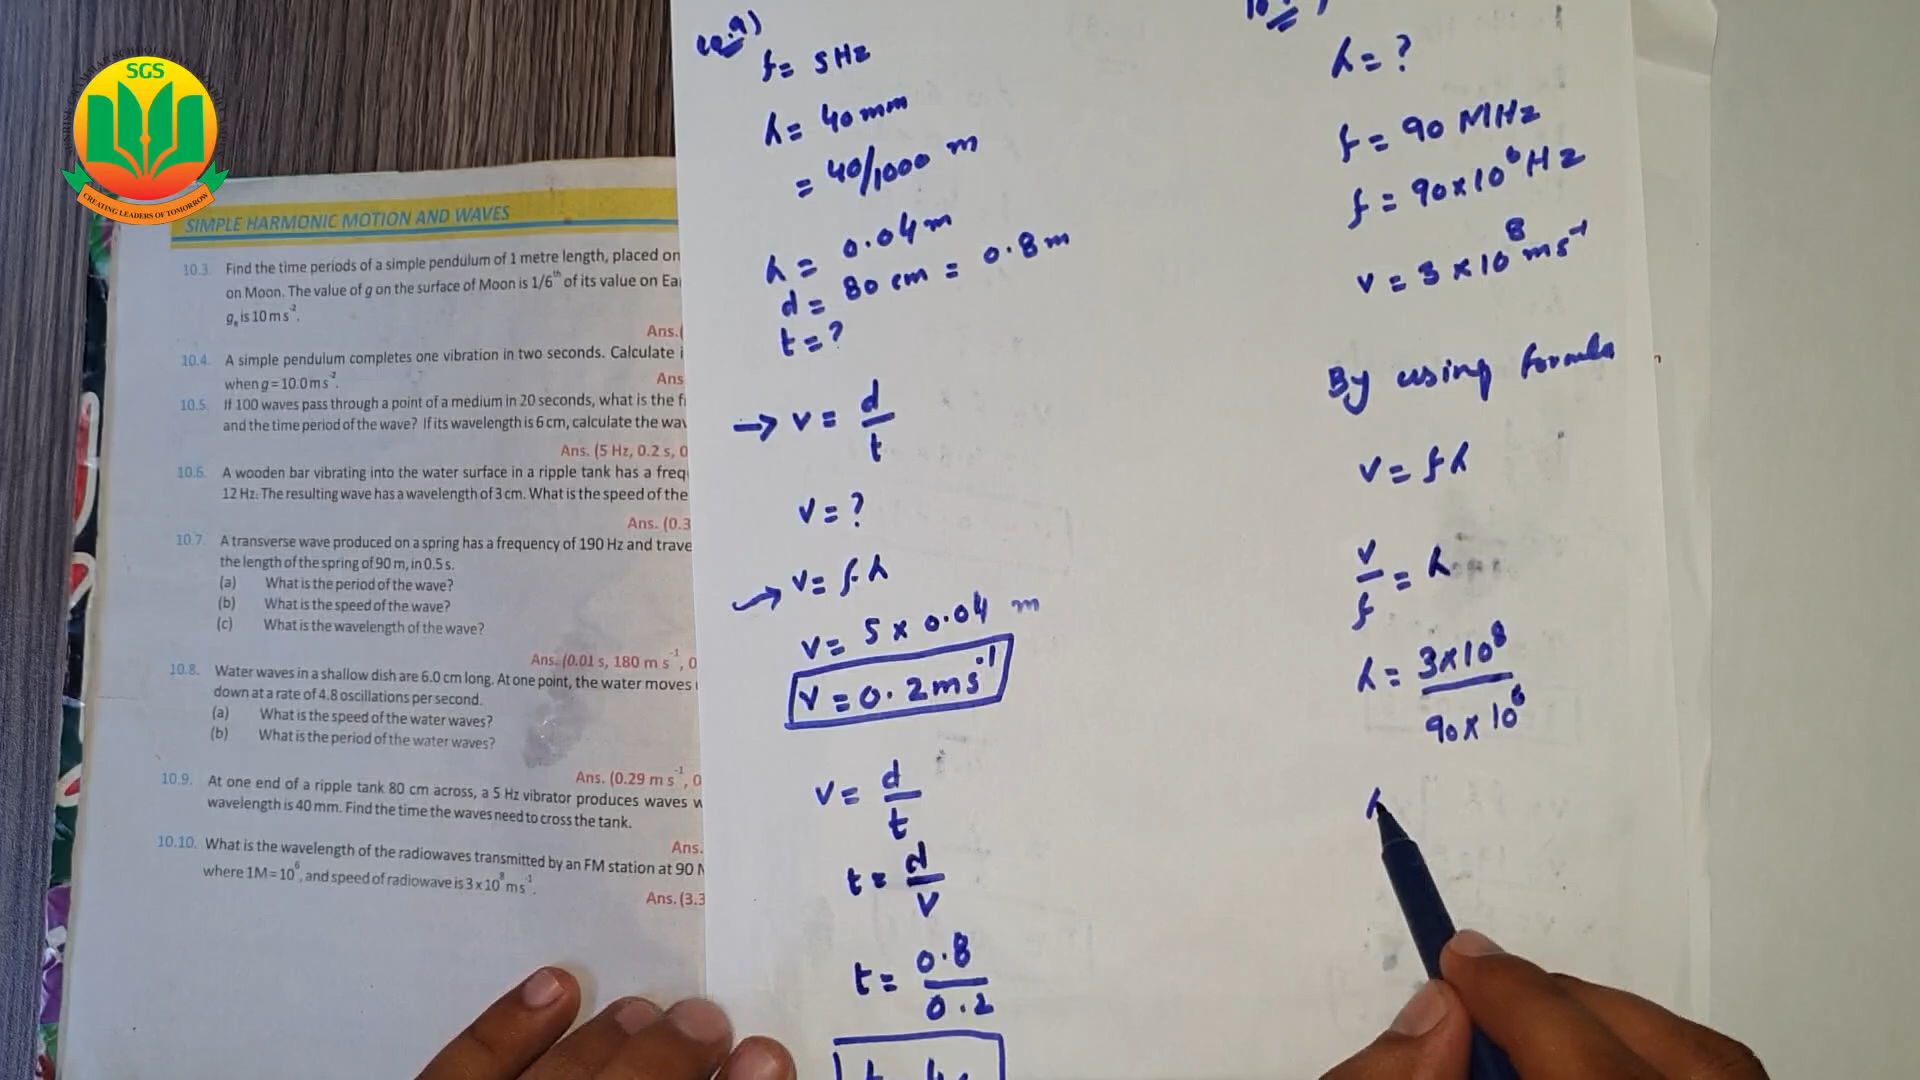 SGS
CREATING LEADERS OF TOMORROW
SIMPLE HARMONIC MOTION AND WAVES
10.3. Find the time periods of a simple pendulum of 1 metre length, placed on
on Moon. The value of g on the surface of Moon is 1/6th of its value on Ea
gₑ is 10 m s⁻².
Ans.(
10.4. A simple pendulum completes one vibration in two seconds. Calculate i
when g = 10.0 m s⁻².
Ans
10.5. If 100 waves pass through a point of a medium in 20 seconds, what is the f
and the time period of the wave? If its wavelength is 6 cm, calculate the wav
Ans. (5 Hz, 0.2 s, 0
10.6. A wooden bar vibrating into the water surface in a ripple tank has a freq
12 Hz. The resulting wave has a wavelength of 3 cm. What is the speed of the
Ans. (0.3
10.7. A transverse wave produced on a spring has a frequency of 190 Hz and trave
the length of the spring of 90 m, in 0.5 s.
(a) What is the period of the wave?
(b) What is the speed of the wave?
(c) What is the wavelength of the wave?
Ans. (0.01 s, 180 m s⁻¹, 0
10.8. Water waves in a shallow dish are 6.0 cm long. At one point, the water moves
down at a rate of 4.8 oscillations per second.
(a) What is the speed of the water waves?
(b) What is the period of the water waves?
Ans. (0.29 m s⁻¹, 0
10.9. At one end of a ripple tank 80 cm across, a 5 Hz vibrator produces waves w
wavelength is 40 mm. Find the time the waves need to cross the tank.
Ans.
10.10. What is the wavelength of the radiowaves transmitted by an FM station at 90 M
where 1M = 10⁶, and speed of radiowave is 3 x 10⁸ m s⁻¹.
Ans. (3.3
f = 5 Hz
λ = 40 mm
= 40/1000 m
λ = 0.04 m
d = 80 cm = 0.8 m
t = ?
→ v = d/t
v = ?
→ v = f λ
v = 5 x 0.04 m
v = 0.2 ms⁻¹
v = d/t
t = d/v
t = 0.8/0.2
λ = ?
f = 90 MHz
f = 90 x 10⁶ Hz
v = 3 x 10⁸ ms⁻¹
By using formula
v = f λ
v/f = λ
λ = 3x10⁸/90x10⁶